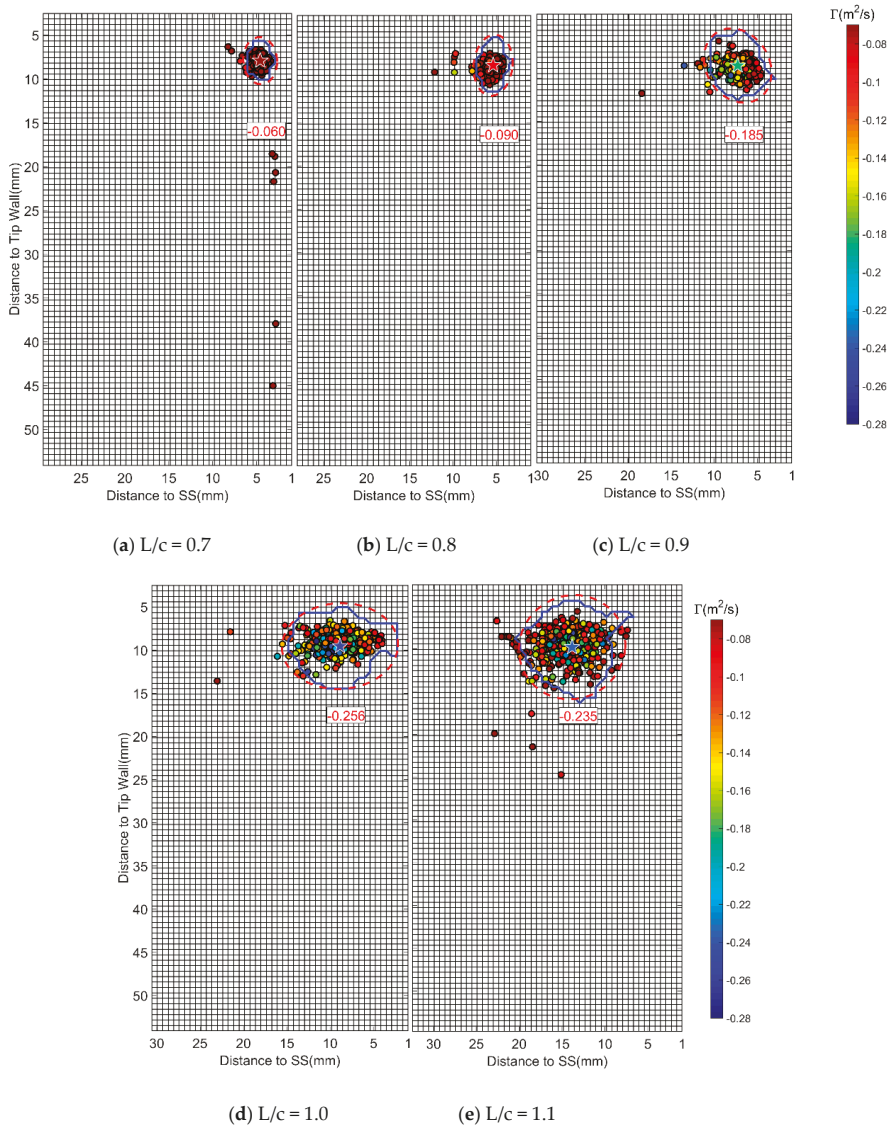 Γ(m²/s)
5
10
15
20
25
30
35
40
45
50
Distance to Tip Wall(mm)
-0.060
-0.090
-0.185
-0.08
-0.1
-0.12
-0.14
-0.16
-0.18
-0.2
-0.22
-0.24
-0.26
-0.28
25 20 15 10 5 1
25 20 15 10 5 1
30 25 20 15 10 5 1
Distance to SS(mm)
Distance to SS(mm)
Distance to SS(mm)
(a) L/c = 0.7
(b) L/c = 0.8
(c) L/c = 0.9
Γ(m²/s)
5
10
15
20
25
30
35
40
45
50
Distance to Tip Wall(mm)
-0.256
-0.235
-0.08
-0.1
-0.12
-0.14
-0.16
-0.18
-0.2
-0.22
-0.24
-0.26
-0.28
30 25 20 15 10 5 1
30 25 20 15 10 5 1
Distance to SS(mm)
Distance to SS(mm)
(d) L/c = 1.0
(e) L/c = 1.1